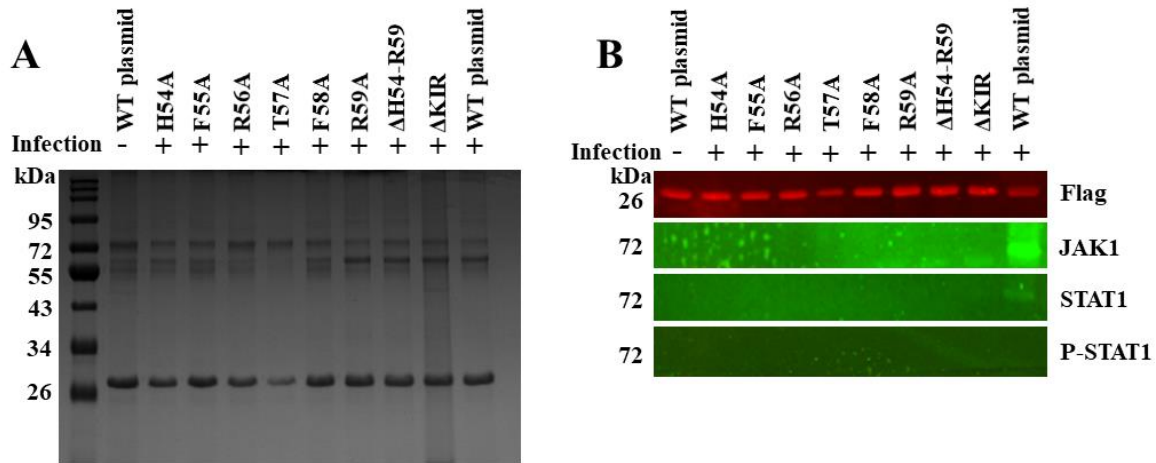 A
WT plasmid
H54A
F55A
R56A
T57A
F58A
R59A
ΔH54-R59
ΔKIR
WT plasmid
Infection - + + + + + + + + +
kDa
95
72
55
43
34
26
B
WT plasmid
H54A
F55A
R56A
T57A
F58A
R59A
ΔH54-R59
ΔKIR
WT plasmid
Infection - + + + + + + + + +
kDa
26 Flag
72 JAK1
72 STAT1
72 P-STAT1